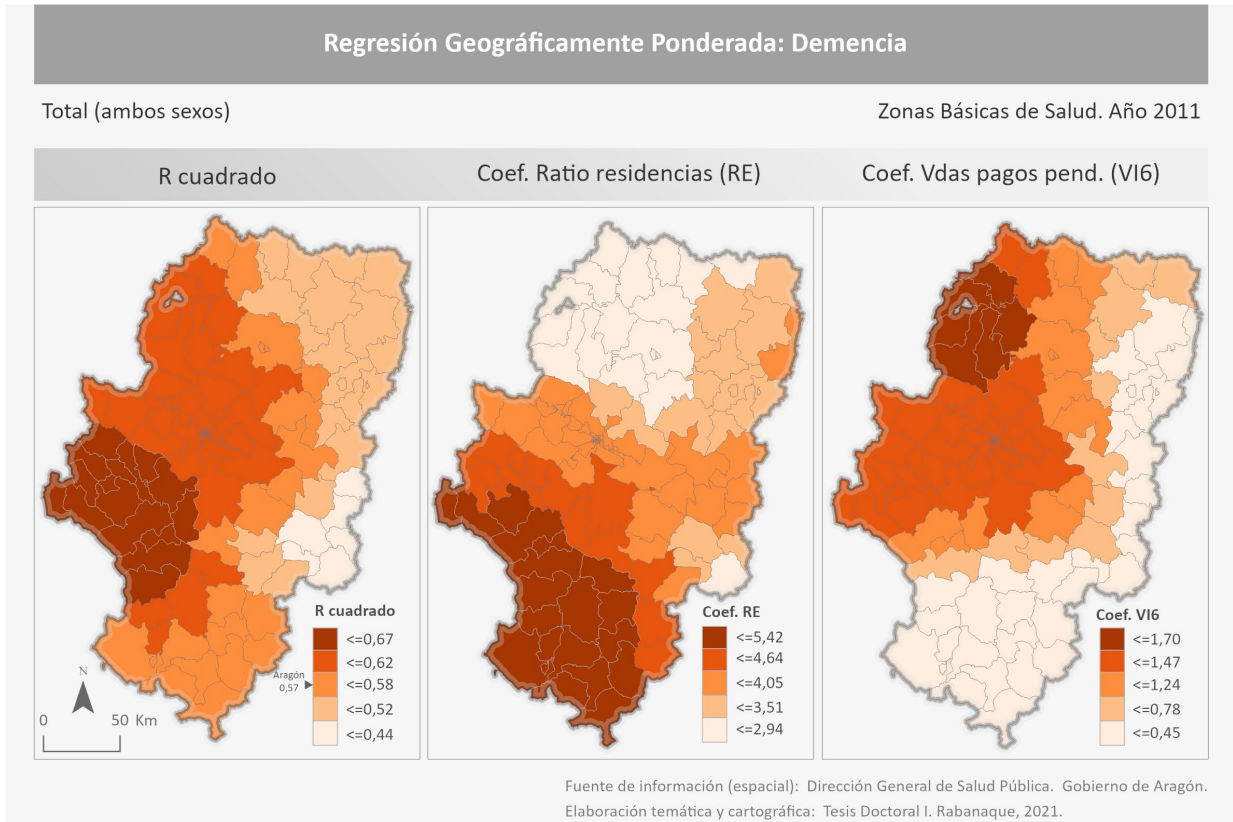 Regresión Geográficamente Ponderada: Demencia
Total (ambos sexos)
Zonas Básicas de Salud. Año 2011
R cuadrado
Coef. Ratio residencias (RE)
Coef. Vdas pagos pend. (VI6)
R cuadrado
<=0,67
<=0,62
<=0,58
<=0,52
<=0,44
Aragón
0,57
N
0 50 Km
Coef. RE
<=5,42
<=4,64
<=4,05
<=3,51
<=2,94
Coef. VI6
<=1,70
<=1,47
<=1,24
<=0,78
<=0,45
Fuente de información (espacial): Dirección General de Salud Pública. Gobierno de Aragón.
Elaboración temática y cartográfica: Tesis Doctoral I. Rabanaque, 2021.